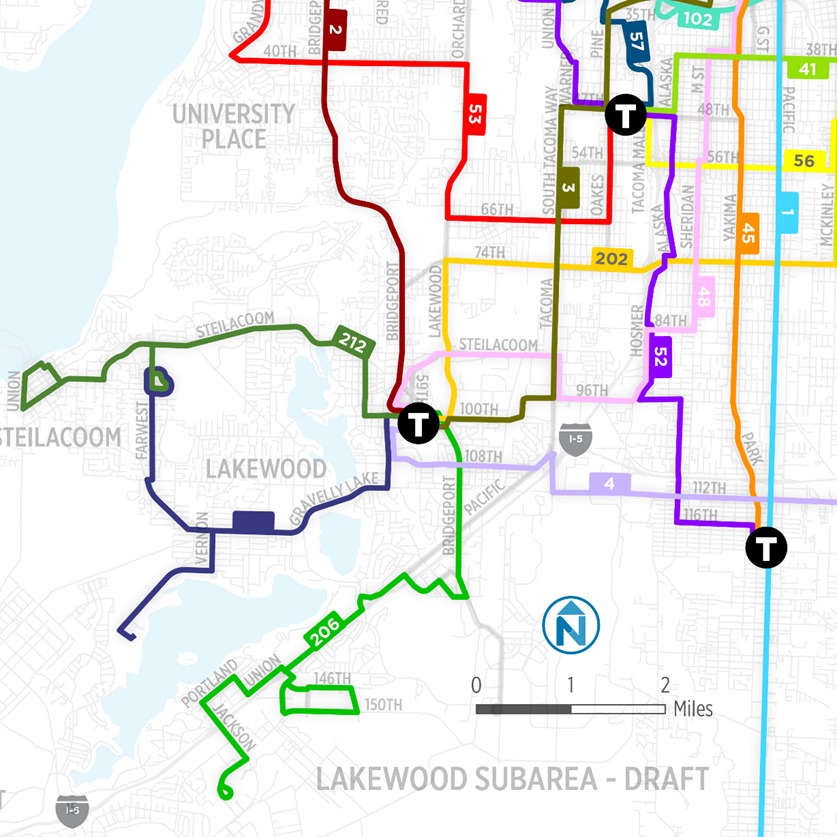 GRANDV
BRIDGEPORT
2
RED
ORCHARD
UNION
PINE
35TH
102
57
G ST
38TH
40TH
WARNER
ALASKA
M ST
41
UNIVERSITY
PLACE
53
SOUTH TACOMA WAY
T
48TH
PACIFIC
54TH
TACOMA MALL
56TH
56
3
OAKES
66TH
ALASKA
SHERIDAN
YAKIMA
45
1
MCKINLEY
74TH
202
BRIDGEPORT
LAKEWOOD
TACOMA
HOSMER
48
84TH
STEILACOOM
212
STEILACOOM
52
59TH
96TH
UNION
100TH
T
STEILACOOM
FARWEST
I-5
PARK
LAKEWOOD
108TH
GRAVELLY LAKE
4
112TH
BRIDGEPORT
PACIFIC
116TH
VERNON
T
N
206
PORTLAND
UNION
146TH
150TH
JACKSON
0 1 2
Miles
LAKEWOOD SUBAREA - DRAFT
I-5
T